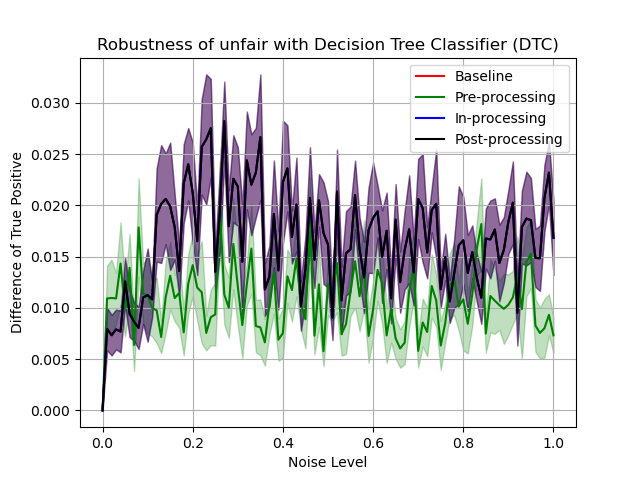 Robustness of unfair with Decision Tree Classifier (DTC)
Baseline
Pre-processing
In-processing
Post-processing
Difference of True Positive
0.030
0.025
0.020
0.015
0.010
0.005
0.000
0.0 0.2 0.4 0.6 0.8 1.0
Noise Level